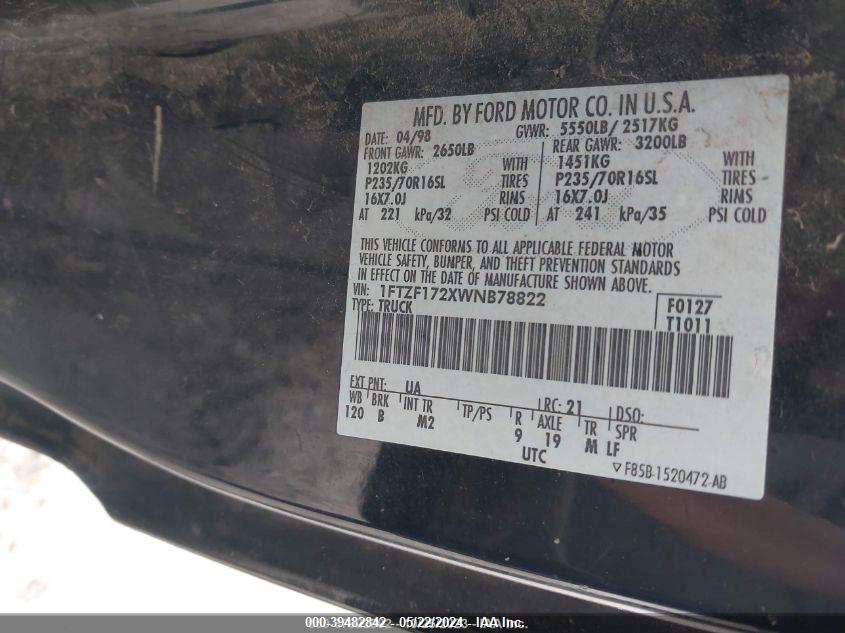 MFD. BY FORD MOTOR CO. IN U.S.A.
DATE: 04/98 GVWR: 5550LB/ 2517KG
FRONT GAWR: 2650LB REAR GAWR: 3200LB
1202KG WITH 1451KG WITH
P235/70R16SL TIRES P235/70R16SL TIRES
16X7.0J RIMS 16X7.0J RIMS
AT 221 kPa/32 PSI COLD AT 241 kPa/35 PSI COLD
THIS VEHICLE CONFORMS TO ALL APPLICABLE FEDERAL MOTOR
VEHICLE SAFETY, BUMPER, AND THEFT PREVENTION STANDARDS
IN EFFECT ON THE DATE OF MANUFACTURE SHOWN ABOVE.
VIN: 1FTZF172XWNB78822 F0127
TYPE: TRUCK T1011
EXT PNT: UA RC: 21 DSO:
WB BRK INT TR TP/PS R AXLE TR SPR
120 B M2 9 19 M LF
UTC
▽F85B-1520472-AB
000-39482842 05/22/2024 IAA Inc.